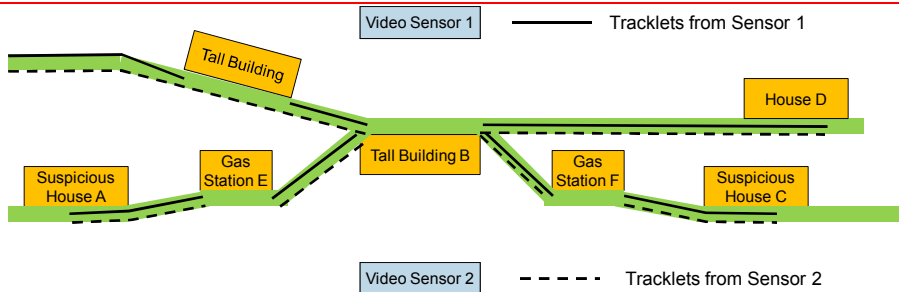 Video Sensor 1
Tracklets from Sensor 1
Tall Building
House D
Tall Building B
Gas
Station E
Gas
Station F
Suspicious
House A
Suspicious
House C
Video Sensor 2
Tracklets from Sensor 2